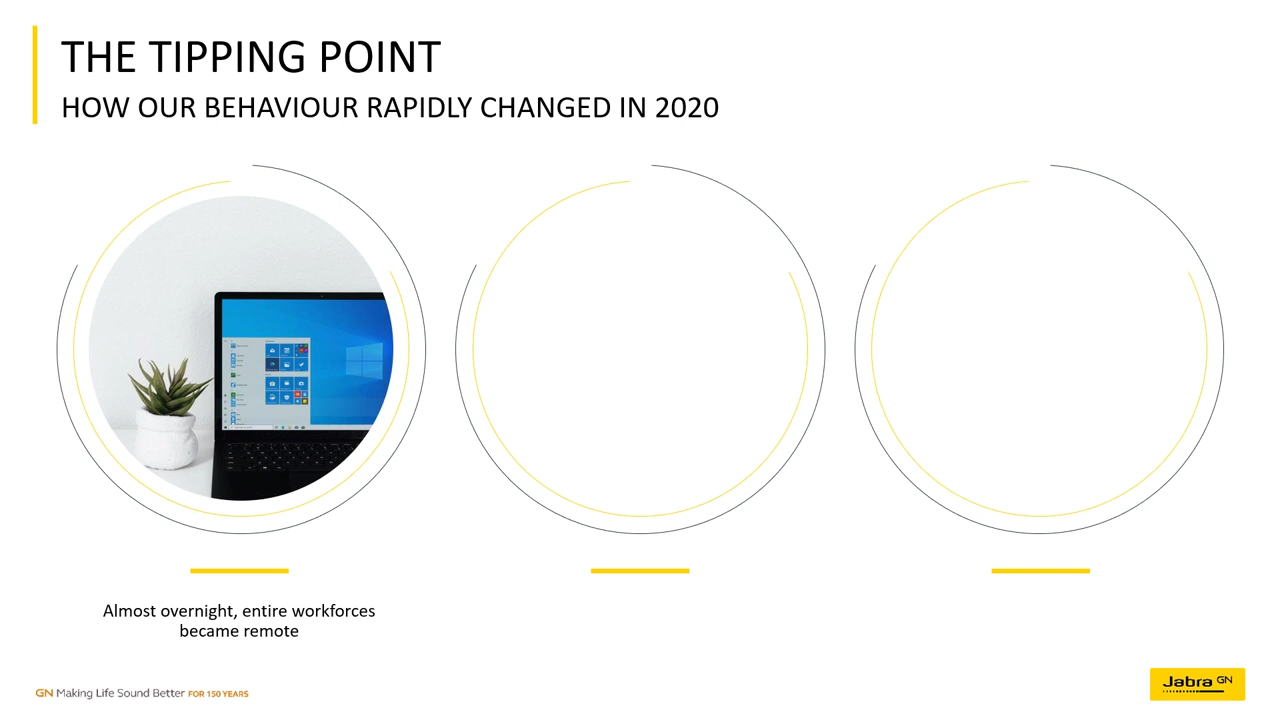 THE TIPPING POINT
HOW OUR BEHAVIOUR RAPIDLY CHANGED IN 2020
Almost overnight, entire workforces
became remote
GN Making Life Sound Better FOR 150 YEARS
Jabra GN